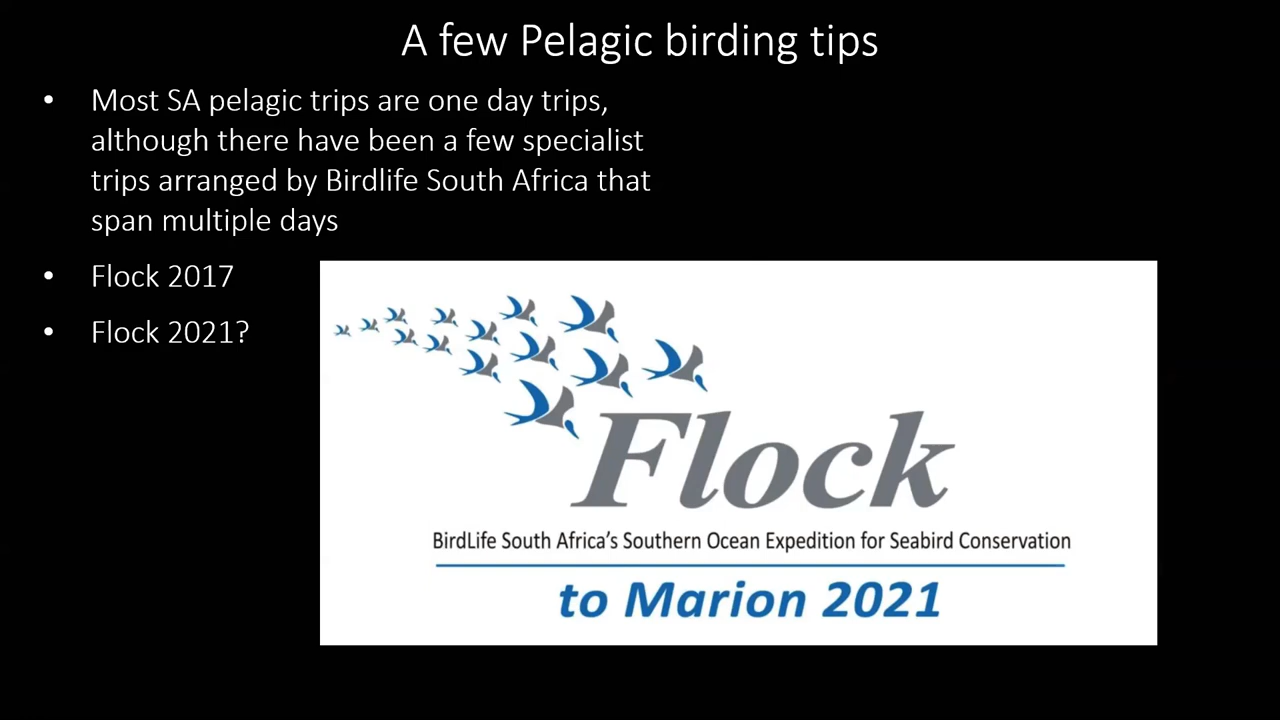 A few Pelagic birding tips
• Most SA pelagic trips are one day trips,
although there have been a few specialist
trips arranged by Birdlife South Africa that
span multiple days
• Flock 2017
• Flock 2021?
Flock
BirdLife South Africa's Southern Ocean Expedition for Seabird Conservation
to Marion 2021